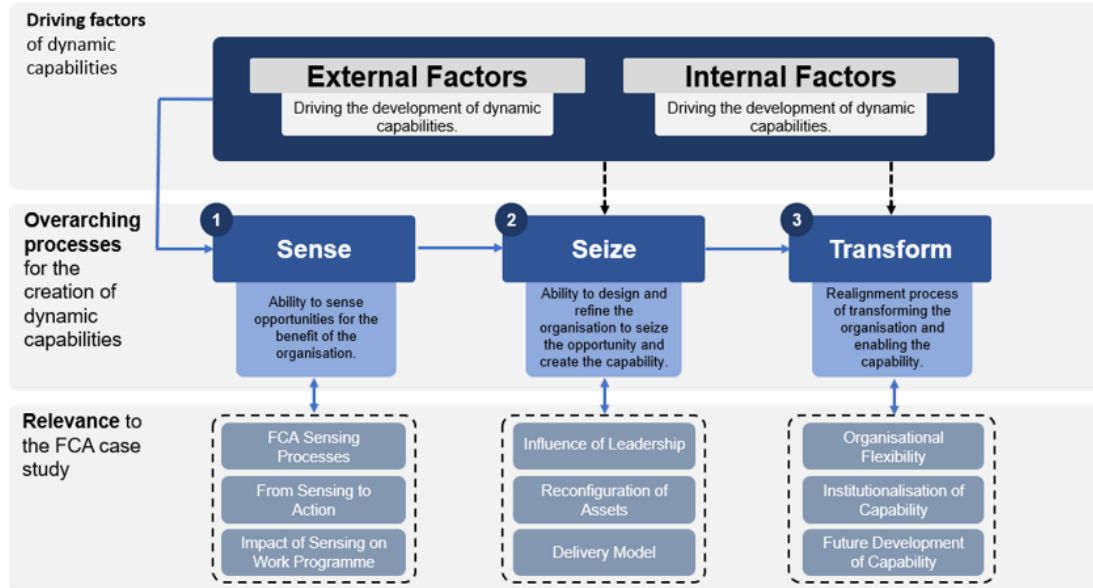 Driving factors
of dynamic
capabilities
External Factors
Driving the development of dynamic
capabilities.
Internal Factors
Driving the development of dynamic
capabilities.
Overarching
processes
for the
creation of
dynamic
capabilities
1
Sense
Ability to sense
opportunities for the
benefit of the
organisation.
2
Seize
Ability to design and
refine the
organisation to seize
the opportunity and
create the capability.
3
Transform
Realignment process
of transforming the
organisation and
enabling the
capability.
Relevance to
the FCA case
study
FCA Sensing
Processes
From Sensing to
Action
Impact of Sensing on
Work Programme
Influence of Leadership
Reconfiguration of
Assets
Delivery Model
Organisational
Flexibility
Institutionalisation of
Capability
Future Development
of Capability